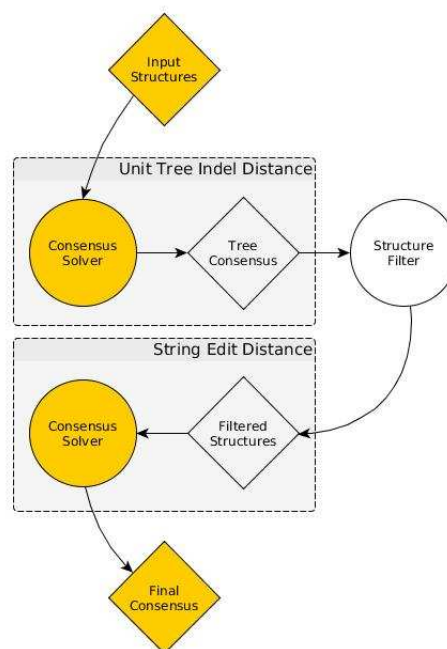 Input
Structures
Unit Tree Indel Distance
Consensus
Solver
Tree
Consensus
Structure
Filter
String Edit Distance
Consensus
Solver
Filtered
Structures
Final
Consensus